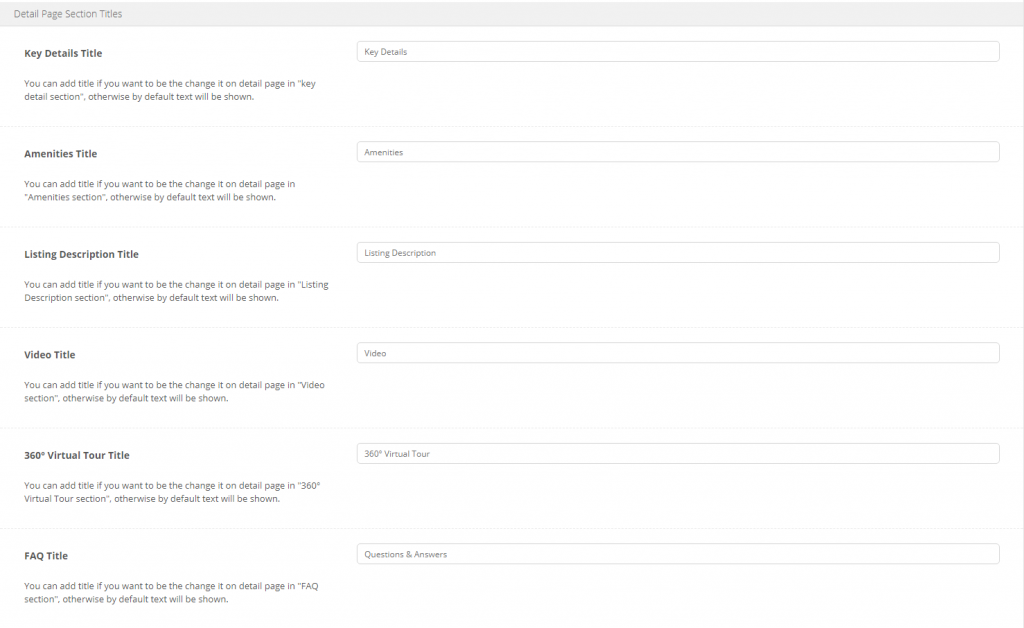 Detail Page Section Titles
Key Details Title
Key Details
You can add title if you want to be the change it on detail page in "key
detail section", otherwise by default text will be shown.
Amenities Title
Amenities
You can add title if you want to be the change it on detail page in
"Amenities section", otherwise by default text will be shown.
Listing Description Title
Listing Description
You can add title if you want to be the change it on detail page in "Listing
Description section", otherwise by default text will be shown.
Video Title
Video
You can add title if you want to be the change it on detail page in "Video
section", otherwise by default text will be shown.
360° Virtual Tour Title
360° Virtual Tour
You can add title if you want to be the change it on detail page in "360°
Virtual Tour section", otherwise by default text will be shown.
FAQ Title
Questions & Answers
You can add title if you want to be the change it on detail page in "FAQ
section", otherwise by default text will be shown.